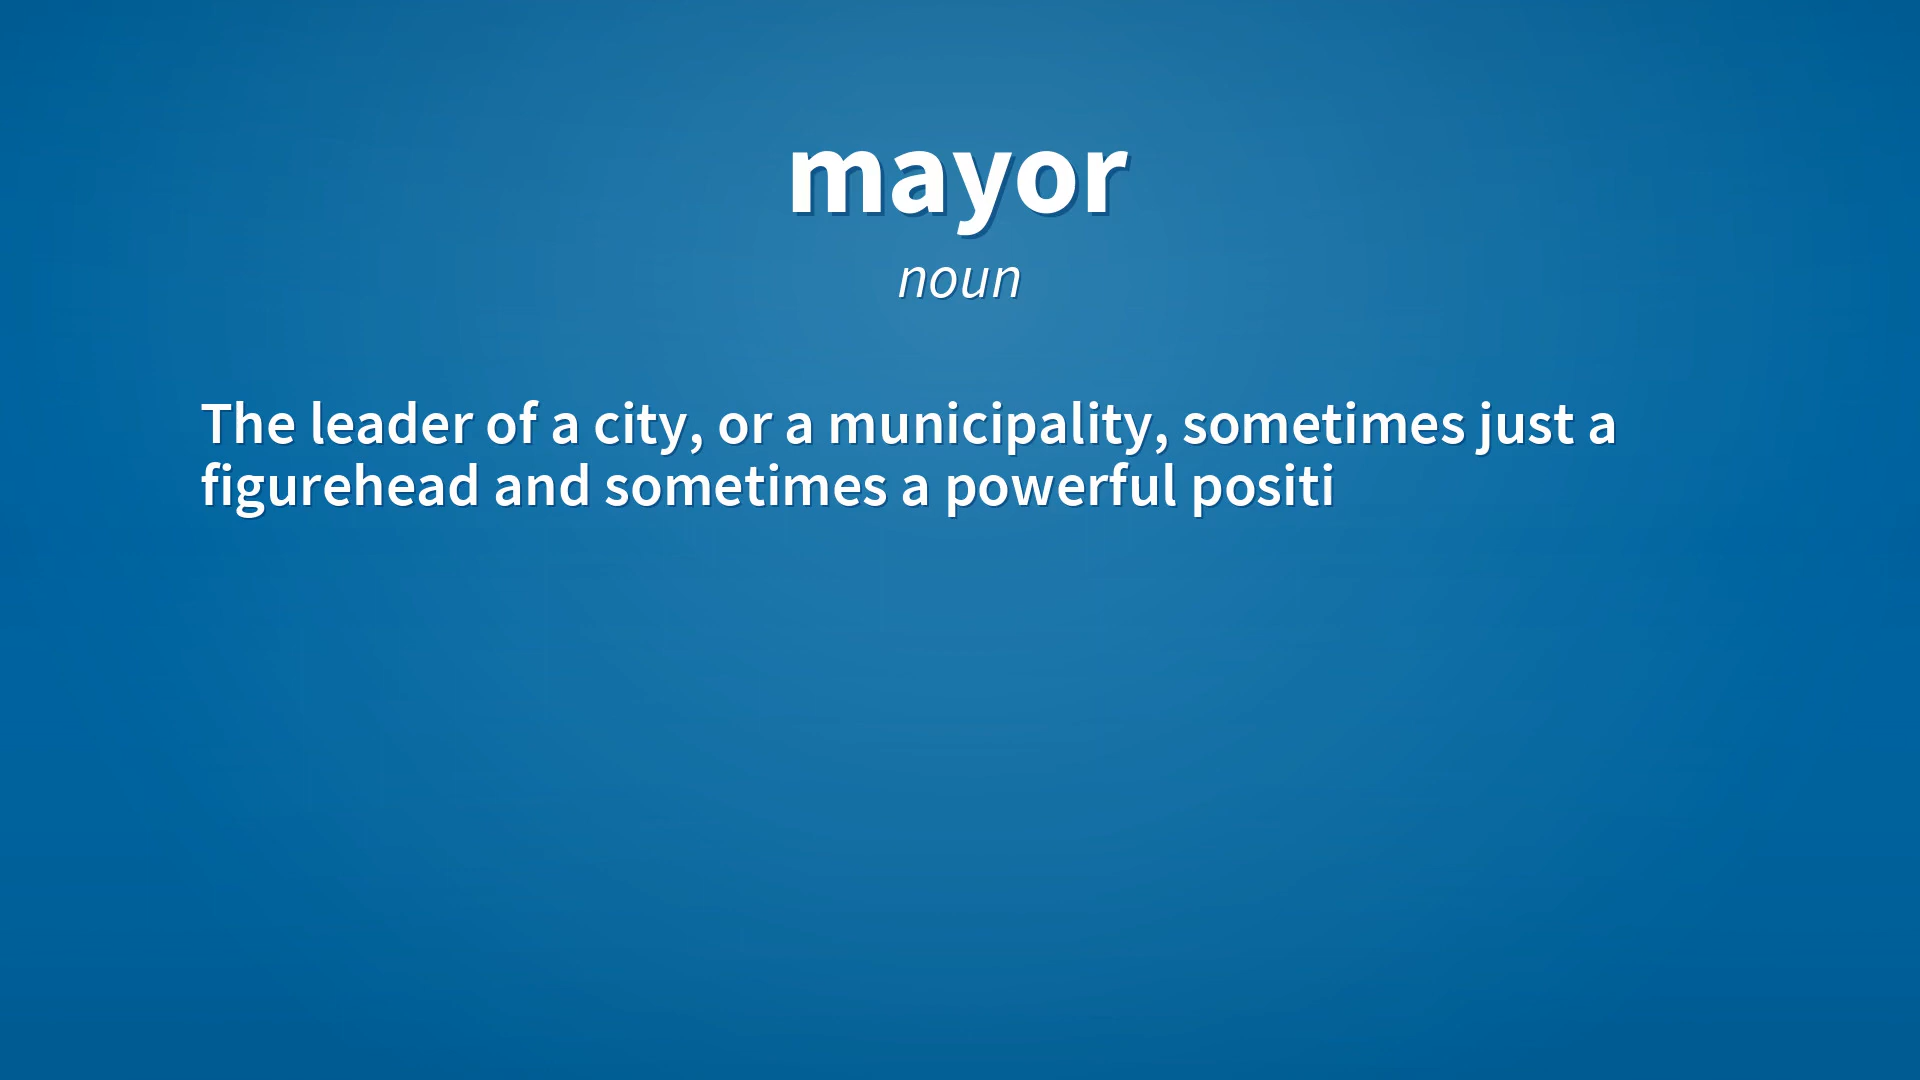 mayor
noun
The leader of a city, or a municipality, sometimes just a
figurehead and sometimes a powerful positi